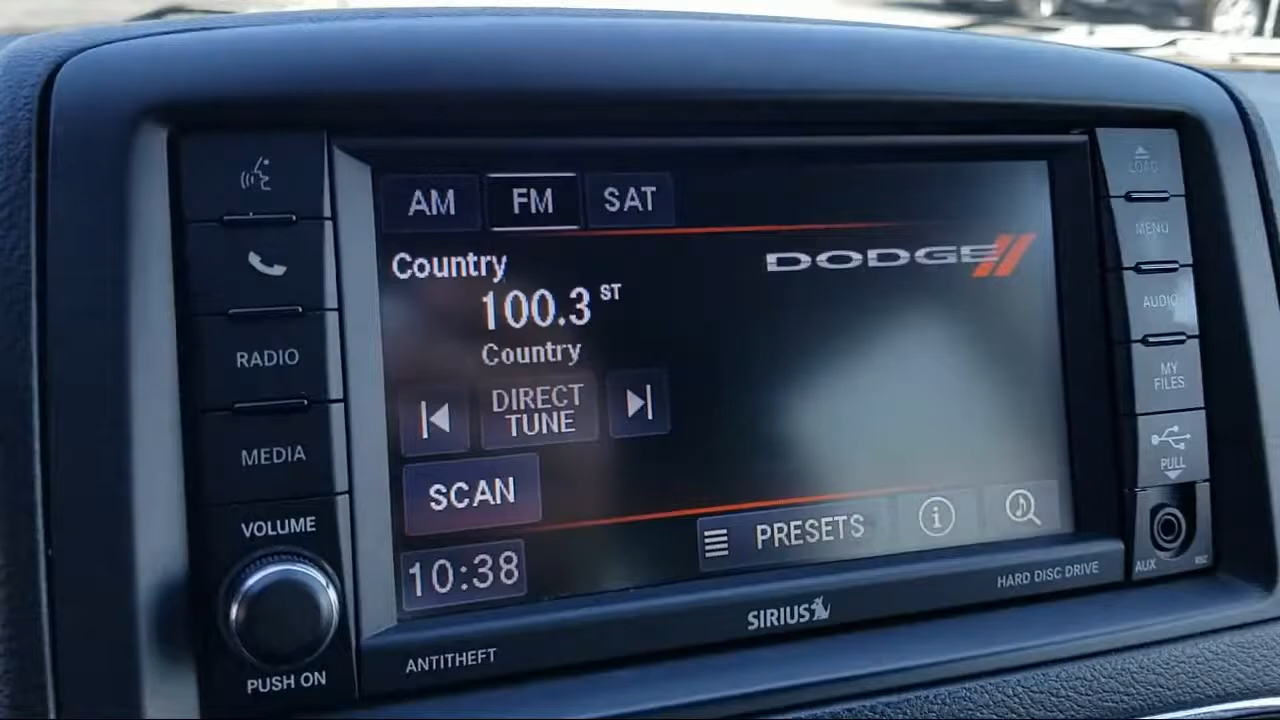 AM FM SAT
Country
DODGE
100.3 ST
Country
DIRECT
TUNE
SCAN
PRESETS
i
10:38
RADIO
MEDIA
VOLUME
PUSH ON
ANTITHEFT
SIRIUS
HARD DISC DRIVE
LOAD
MENU
AUDIO
MY
FILES
PULL
AUX